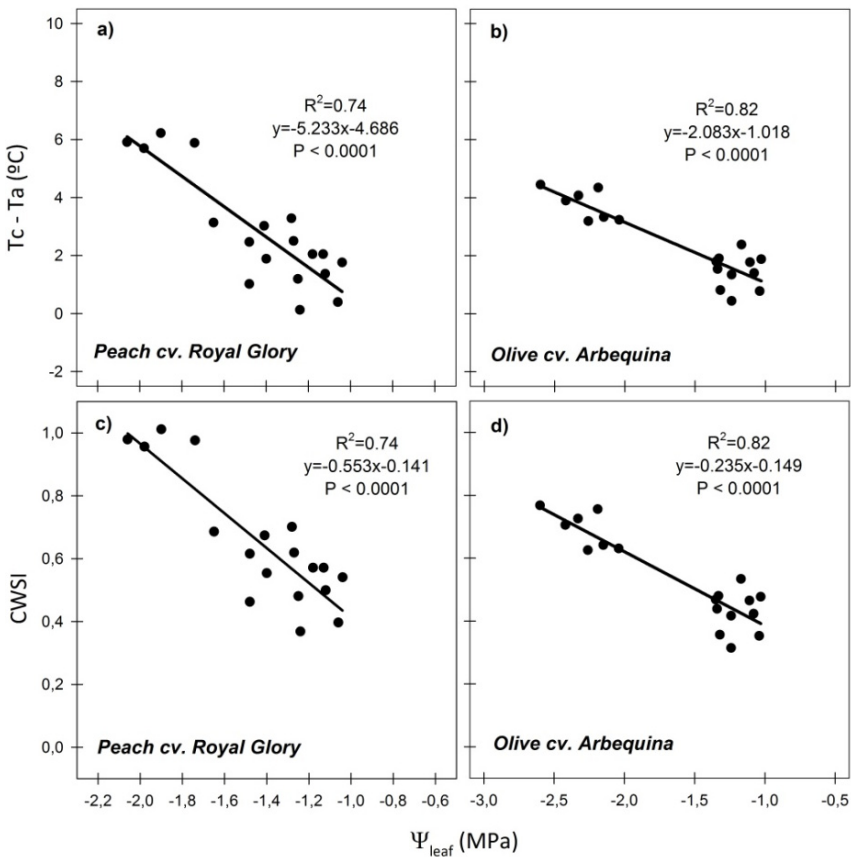 a)
b)
10
8
6
4
2
0
-2
Tc - Ta (ºC)
R²=0.74
y=-5.233x-4.686
P < 0.0001
R²=0.82
y=-2.083x-1.018
P < 0.0001
Peach cv. Royal Glory
Olive cv. Arbequina
c)
d)
1,0
0,8
0,6
0,4
0,2
0,0
CWSI
R²=0.74
y=-0.553x-0.141
P < 0.0001
R²=0.82
y=-0.235x-0.149
P < 0.0001
Peach cv. Royal Glory
Olive cv. Arbequina
-2,2 -2,0 -1,8 -1,6 -1,4 -1,2 -1,0 -0,8 -0,6
-3,0 -2,5 -2,0 -1,5 -1,0 -0,5
Ψleaf (MPa)